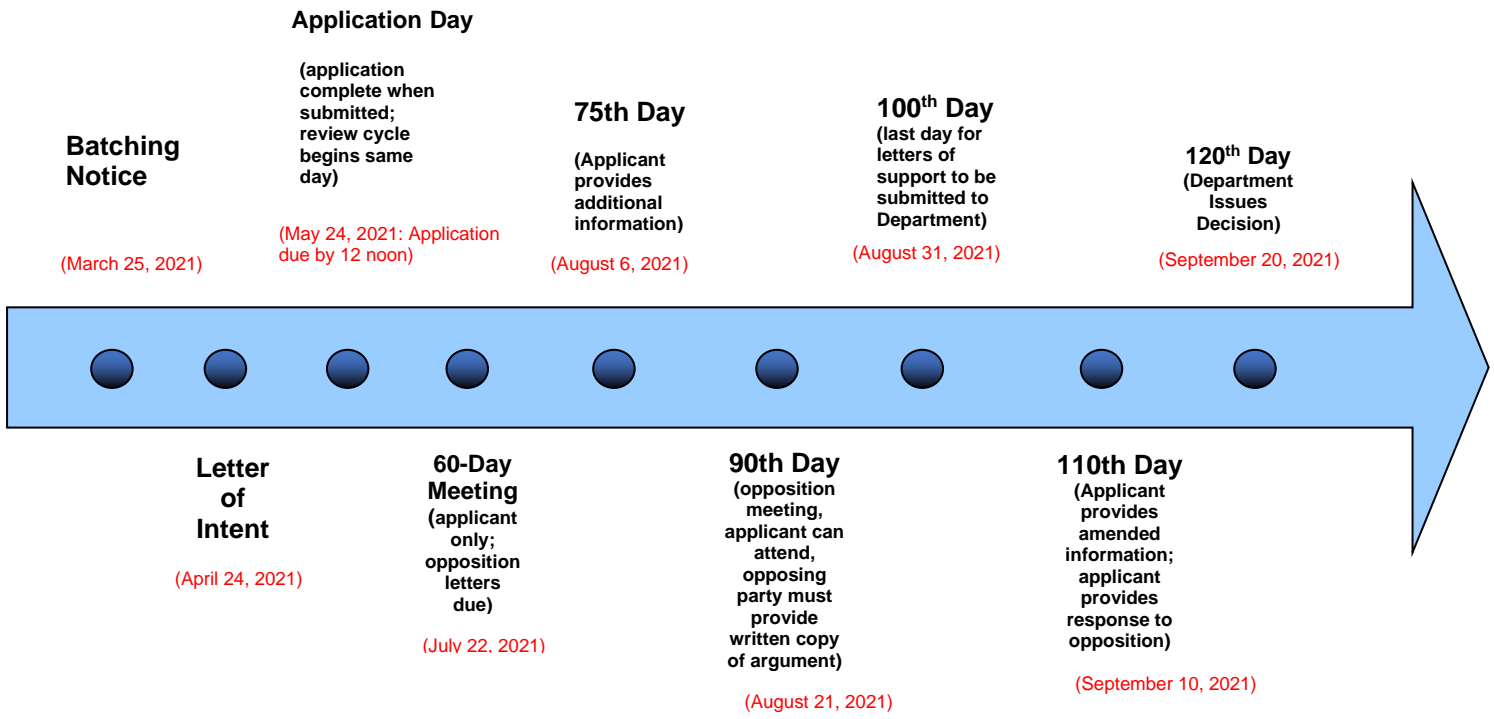 Batching
Notice
(March 25, 2021)
Letter
of
Intent
(April 24, 2021)
Application Day
(application
complete when
submitted;
review cycle
begins same
day)
(May 24, 2021: Application
due by 12 noon)
60-Day
Meeting
(applicant
only;
opposition
letters
due)
(July 22, 2021)
75th Day
(Applicant
provides
additional
information)
(August 6, 2021)
90th Day
(opposition
meeting,
applicant can
attend,
opposing
party must
provide
written copy
of argument)
(August 21, 2021)
100th Day
(last day for
letters of
support to be
submitted to
Department)
(August 31, 2021)
110th Day
(Applicant
provides
amended
information;
applicant
provides
response to
opposition)
(September 10, 2021)
120th Day
(Department
Issues
Decision)
(September 20, 2021)